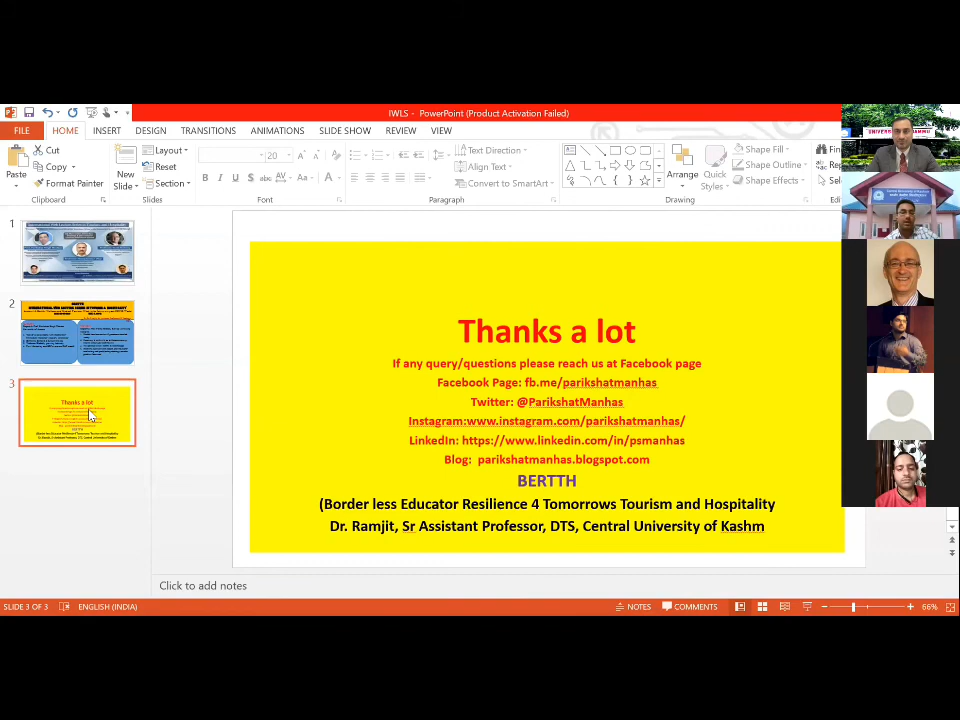 IWLS - PowerPoint (Product Activation Failed)
FILE HOME INSERT DESIGN TRANSITIONS ANIMATIONS SLIDE SHOW REVIEW VIEW
Paste
Cut
Copy
Format Painter
Clipboard
New Slide
Layout
Reset
Section
Slides
20
Font
Text Direction
Align Text
Convert to SmartArt
Paragraph
Arrange
Quick Styles
Shape Fill
Shape Outline
Shape Effects
Drawing
1
2
3
Thanks a lot
Thanks a lot
If any query/questions please reach us at Facebook page
Facebook Page: fb.me/parikshatmanhas
Twitter: @ParikshatManhas
Instagram:www.instagram.com/parikshatmanhas/
LinkedIn: https://www.linkedin.com/in/psmanhas
Blog: parikshatmanhas.blogspot.com
BERTTH
(Border less Educator Resilience 4 Tomorrows Tourism and Hospitality
Dr. Ramjit, Sr Assistant Professor, DTS, Central University of Kashm
Click to add notes
SLIDE 3 OF 3 ENGLISH (INDIA) NOTES COMMENTS 66%